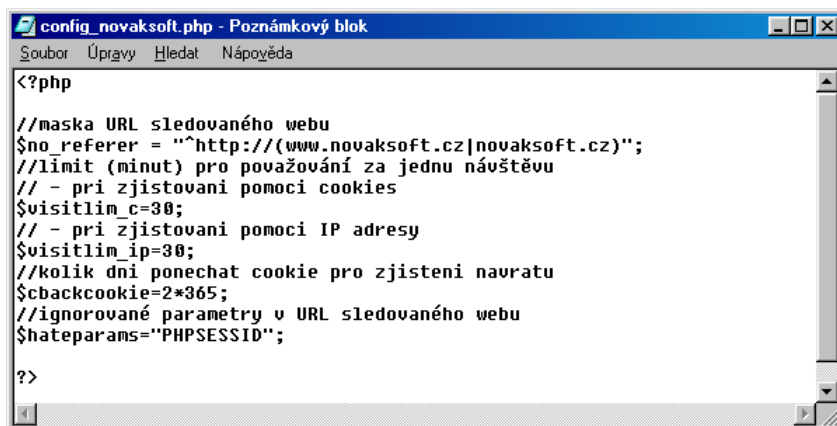 config_novaksoft.php - Poznámkový blok
Soubor Úpravy Hledat Nápověda
<?php
//maska URL sledovaného webu
$no_referer = "^http://(www.novaksoft.cz|novaksoft.cz)";
//limit (minut) pro považování za jednu návštěvu
// - pri zjistovani pomoci cookies
$visitlim_c=30;
// - pri zjistovani pomoci IP adresy
$visitlim_ip=30;
//kolik dni ponechat cookie pro zjisteni navratu
$cbackcookie=2*365;
//ignorované parametry v URL sledovaného webu
$hateparams="PHPSESSID";
?>